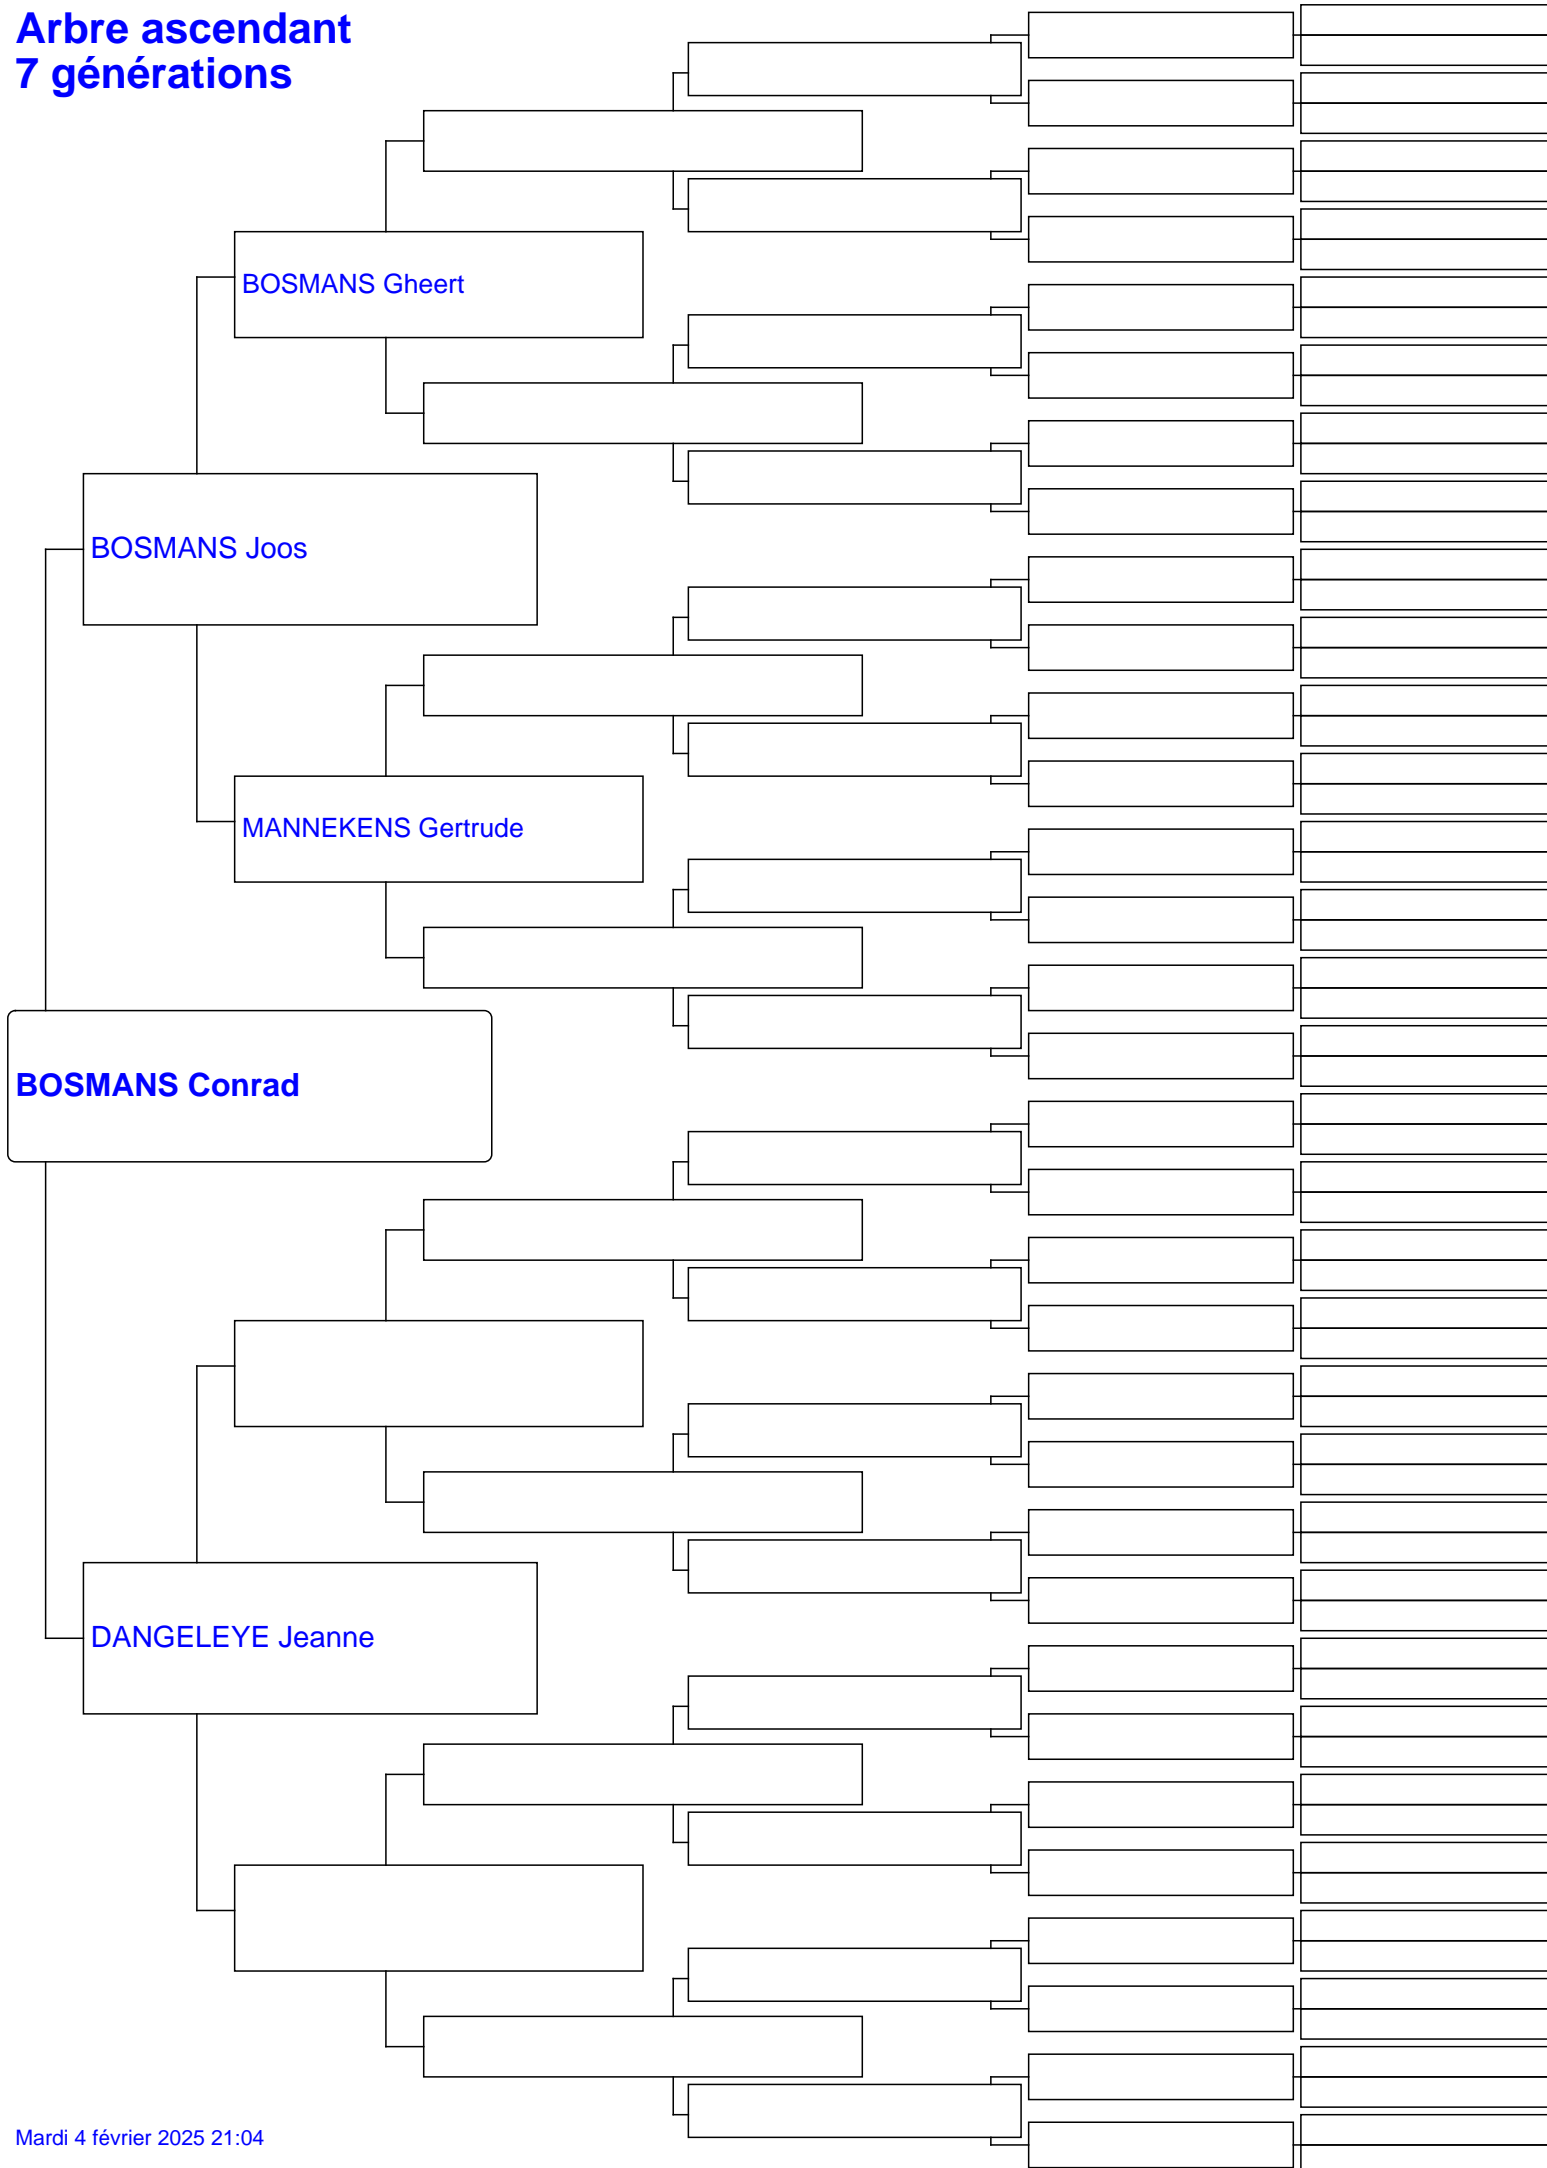 Arbre ascendant
7 générations
BOSMANS Gheert
BOSMANS Joos
MANNEKENS Gertrude
BOSMANS Conrad
DANGELEYE Jeanne
Mardi 4 février 2025 21:04